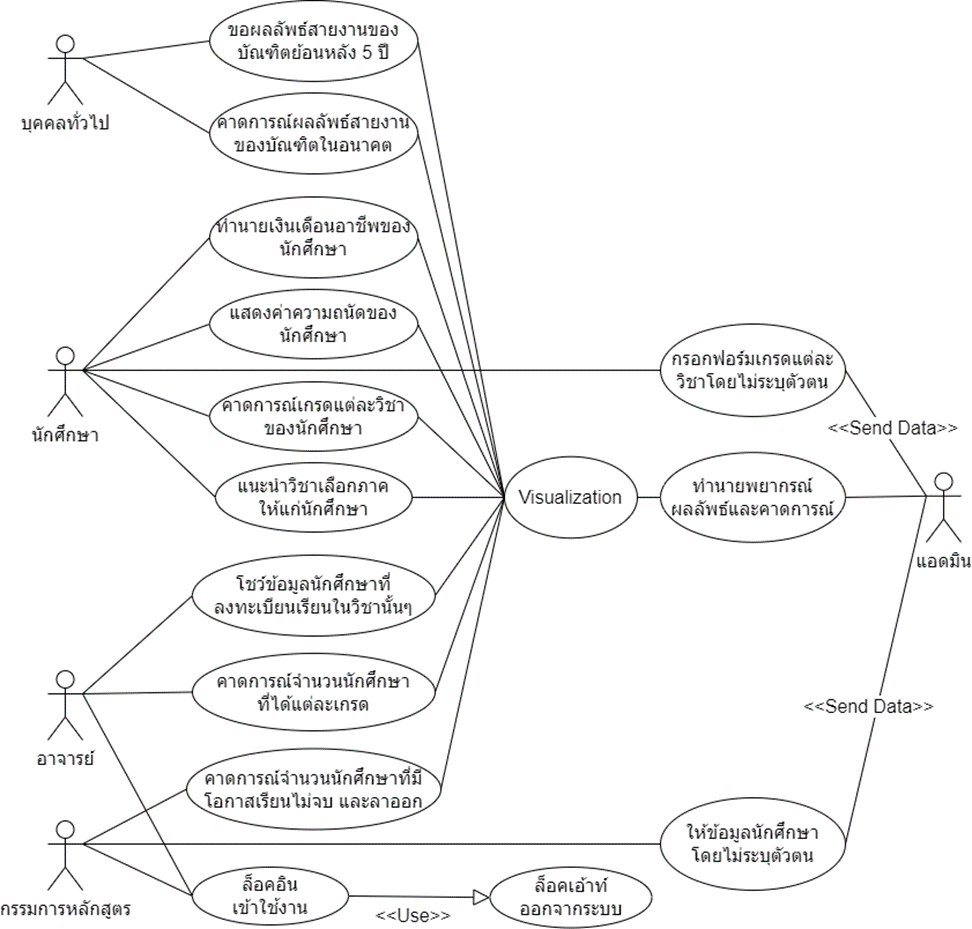 ขอผลลัพธ์สายงานของ
บัณฑิตย้อนหลัง 5 ปี
บุคคลทั่วไป
คาดการณ์ผลลัพธ์สายงาน
ของบัณฑิตในอนาคต
ทำนายเงินเดือนอาชีพของ
นักศึกษา
แสดงค่าความถนัดของ
นักศึกษา
กรอกฟอร์มเกรดแต่ละ
วิชาโดยไม่ระบุตัวตน
นักศึกษา
คาดการณ์เกรดแต่ละวิชา
ของนักศึกษา
<<Send Data>>
แนะนำวิชาเลือกภาค
ให้แก่นักศึกษา
Visualization
ทำนายพยากรณ์
ผลลัพธ์และคาดการณ์
แอดมิน
โชว์ข้อมูลนักศึกษาที่
ลงทะเบียนเรียนในวิชานั้นๆ
คาดการณ์จำนวนนักศึกษา
ที่ได้แต่ละเกรด
<<Send Data>>
อาจารย์
คาดการณ์จำนวนนักศึกษาที่มี
โอกาสเรียนไม่จบ และลาออก
ให้ข้อมูลนักศึกษา
โดยไม่ระบุตัวตน
กรรมการหลักสูตร
ล็อคอิน
เข้าใช้งาน
<<Use>>
ล็อคเอ้าท์
ออกจากระบบ